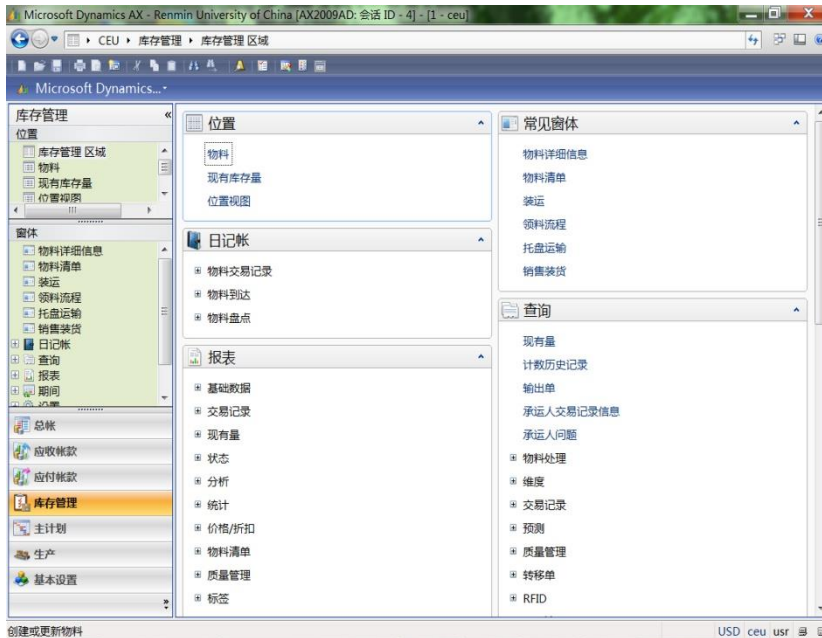 Microsoft Dynamics AX - Renmin University of China [AX2009AD: 会话 ID - 4] - [1 - ceu]
CEU 库存管理 库存管理 区域
Microsoft Dynamics...
库存管理
位置
库存管理 区域
物料
现有库存量
位置视图
窗体
物料详细信息
物料清单
装运
领料流程
托盘运输
销售装货
日记帐
查询
报表
期间
设置
总帐
应收帐款
应付帐款
库存管理
主计划
生产
基本设置
位置
物料
现有库存量
位置视图
日记帐
物料交易记录
物料到达
物料盘点
报表
基础数据
交易记录
现有量
状态
分析
统计
价格/折扣
物料清单
质量管理
标签
常见窗体
物料详细信息
物料清单
装运
领料流程
托盘运输
销售装货
查询
现有量
计数历史记录
输出单
承运人交易记录信息
承运人问题
物料处理
维度
交易记录
预测
质量管理
转移单
RFID
创建或更新物料
USD ceu usr